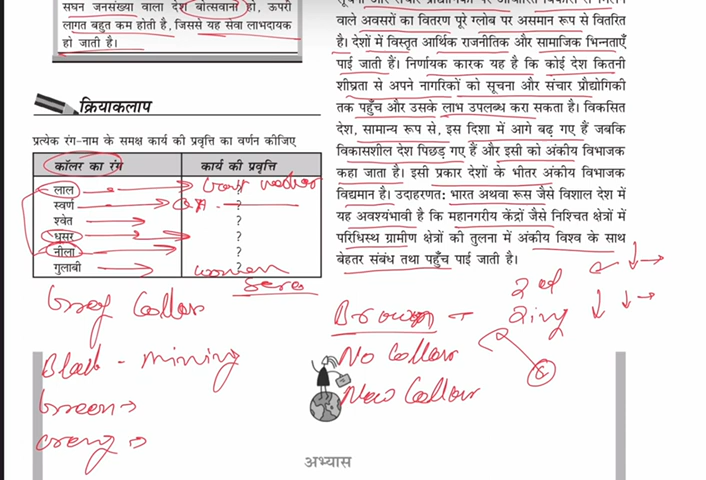 सघन जनसंख्या वाला देश बोत्सवाना हो, ऊपरी
लागत बहुत कम होती है, जिससे यह सेवा लाभदायक
हो जाती है।
क्रियाकलाप
प्रत्येक रंग-नाम के समक्ष कार्य की प्रवृत्ति का वर्णन कीजिए
कॉलर का रंग कार्य की प्रवृत्ति
लाल ?
स्वर्ण ?
श्वेत ?
धूसर ?
नीला ?
गुलाबी ? women
Grey Collar
Black - mining
Green
orang
वाले अवसरों का वितरण पूरे ग्लोब पर असमान रूप से वितरित
है। देशों में विस्तृत आर्थिक राजनीतिक और सामाजिक भिन्नताएँ
पाई जाती हैं। निर्णायक कारक यह है कि कोई देश कितनी
शीघ्रता से अपने नागरिकों को सूचना और संचार प्रौद्योगिकी
तक पहुँच और उसके लाभ उपलब्ध करा सकता है। विकसित
देश, सामान्य रूप से, इस दिशा में आगे बढ़ गए हैं जबकि
विकासशील देश पिछड़ गए हैं और इसी को अंकीय विभाजक
कहा जाता है। इसी प्रकार देशों के भीतर अंकीय विभाजक
विद्यमान है। उदाहरणत: भारत अथवा रूस जैसे विशाल देश में
यह अवश्यंभावी है कि महानगरीय केंद्रों जैसे निश्चित क्षेत्रों में
परिधिस्थ ग्रामीण क्षेत्रों की तुलना में अंकीय विश्व के साथ
बेहतर संबंध तथा पहुँच पाई जाती है।
Brown
No Collar
New Collar
अभ्यास